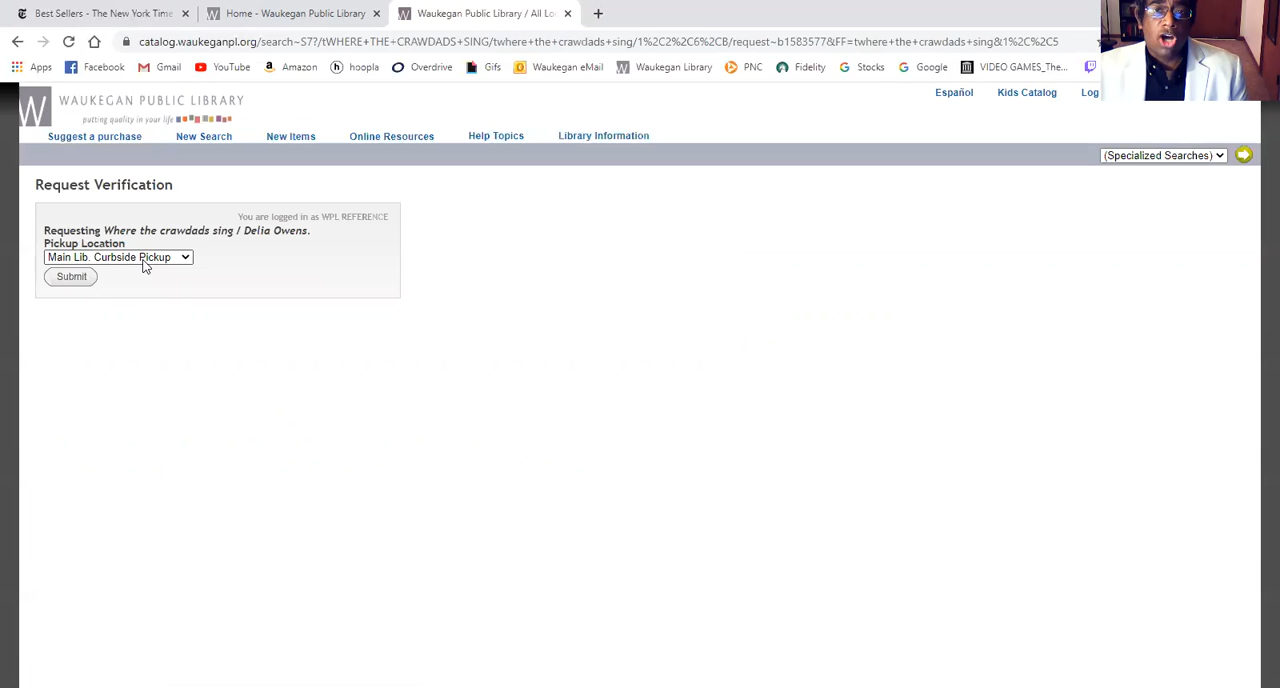 Best Sellers - The New York Time
Home - Waukegan Public Library
Waukegan Public Library / All Lo
catalog.waukeganpl.org/search~S7?/tWHERE+THE+CRAWDADS+SING/twhere+the+crawdads+sing/1%2C2%2C6%2CB/request~b1583577&FF=twhere+the+crawdads+sing&1%2C%2C5
Apps Facebook Gmail YouTube Amazon hoopla Overdrive Gifs Waukegan eMail Waukegan Library PNC Fidelity Stocks Google VIDEO GAMES_The...
WAUKEGAN PUBLIC LIBRARY
putting quality in your life
Español Kids Catalog Log
Suggest a purchase New Search New Items Online Resources Help Topics Library Information
(Specialized Searches)
Request Verification
You are logged in as WPL REFERENCE
Requesting Where the crawdads sing / Delia Owens.
Pickup Location
Main Lib. Curbside Pickup
Submit